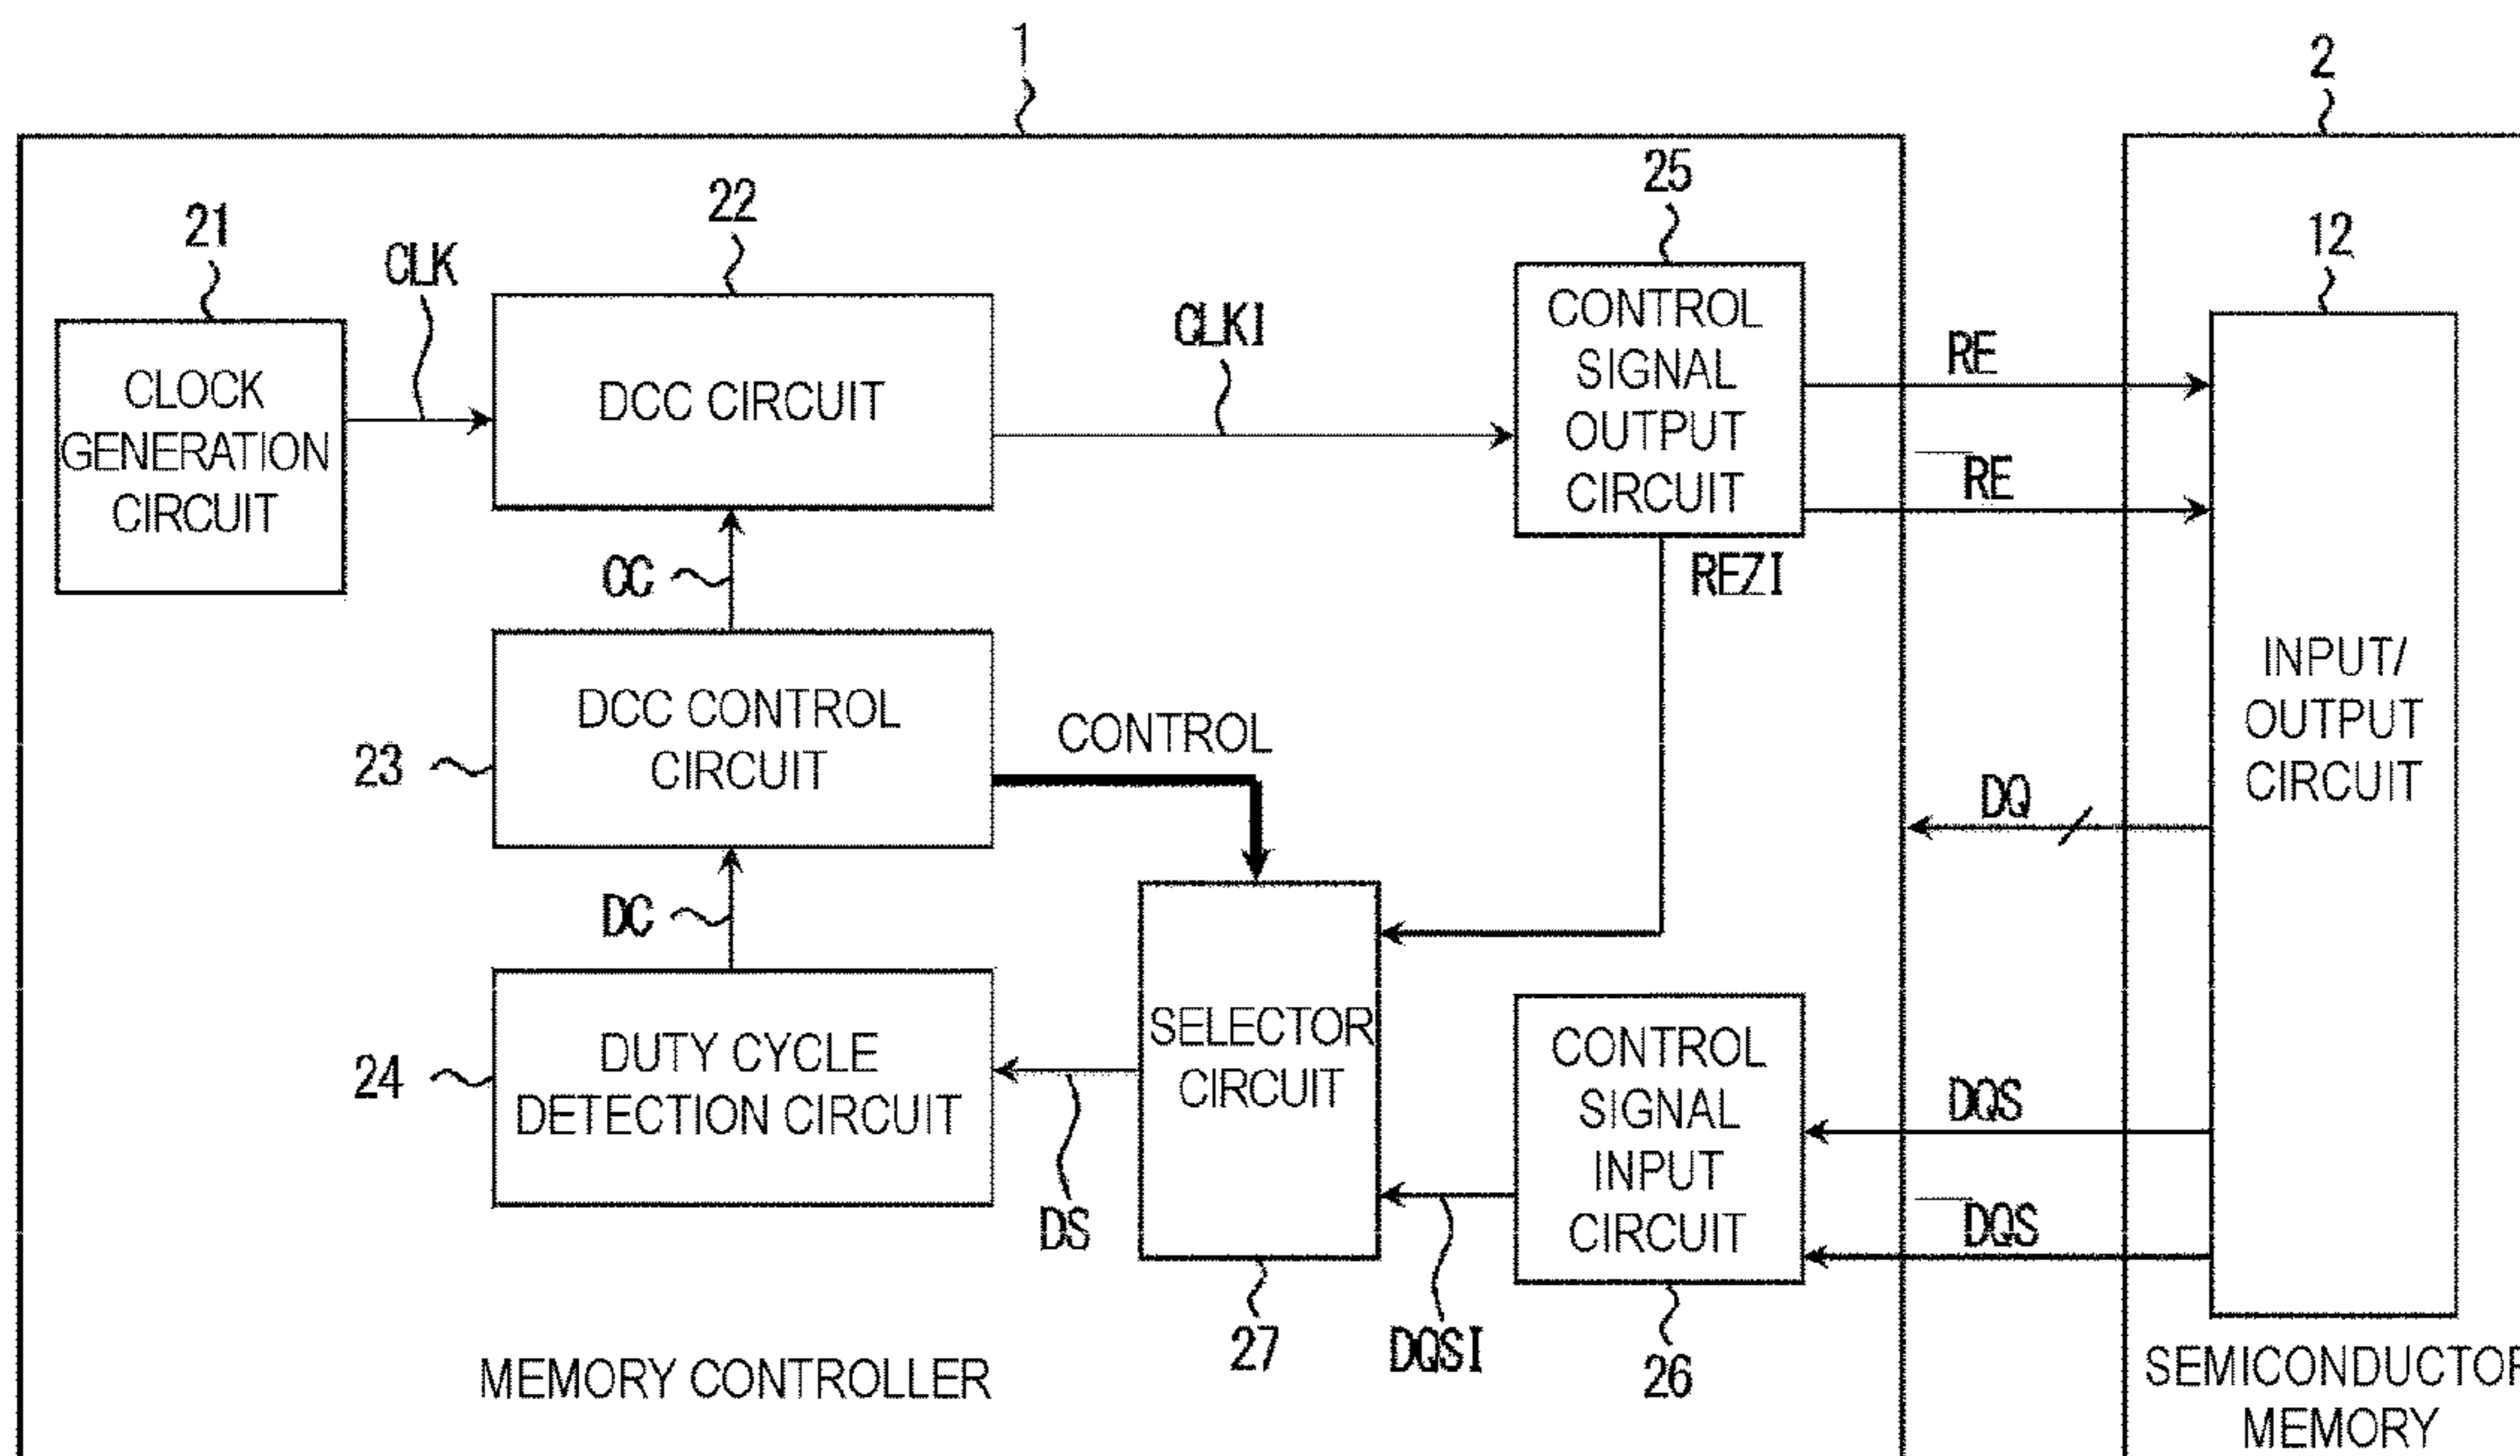 1
2
21
CLK
22
25
12
CLOCK
GENERATION
CIRCUIT
DCC CIRCUIT
CLKI
CONTROL
SIGNAL
OUTPUT
CIRCUIT
RE
R̅E̅
CC
REZI
23
DCC CONTROL
CIRCUIT
CONTROL
INPUT/
OUTPUT
CIRCUIT
DQ
DC
24
DUTY CYCLE
DETECTION CIRCUIT
DS
SELECTOR
CIRCUIT
CONTROL
SIGNAL
INPUT
CIRCUIT
DQS
D̅Q̅S̅
27
DQSI
26
MEMORY CONTROLLER
SEMICONDUCTOR
MEMORY